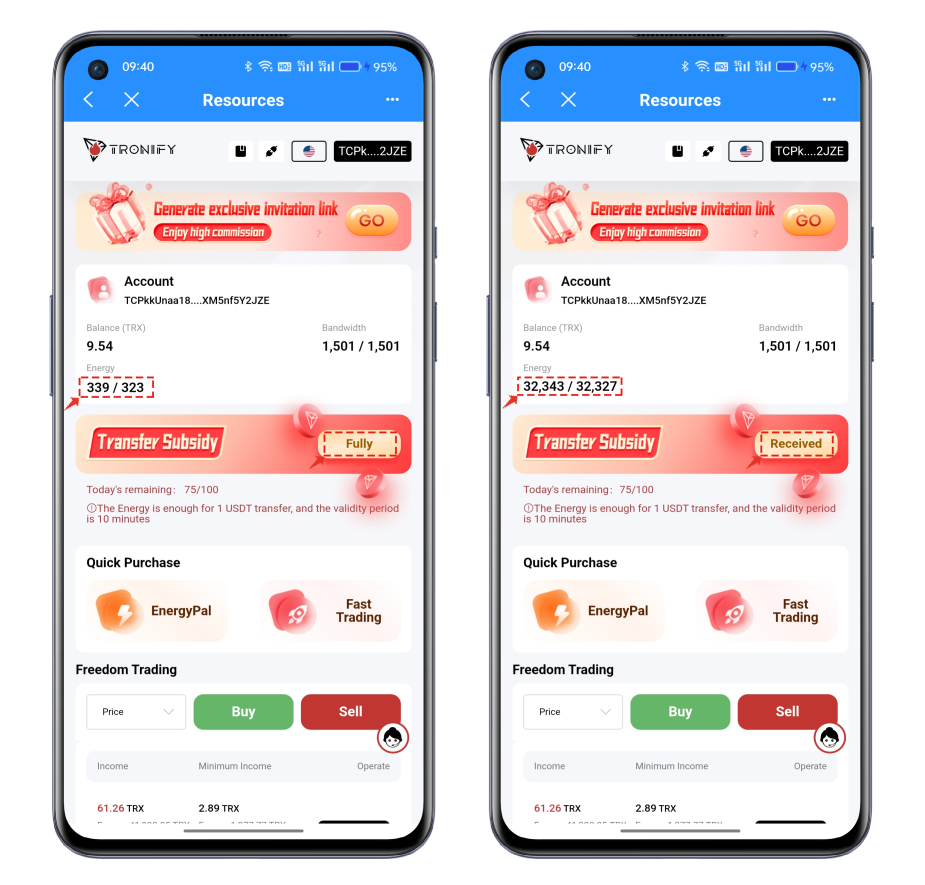 09:40
95%
Resources
TRONIFY
TCPk....2JZE
Generate exclusive invitation link
Enjoy high commission
GO
Account
TCPkkUnaa18....XM5nf5Y2JZE
Balance (TRX)
Bandwidth
9.54
1,501 / 1,501
Energy
339 / 323
Transfer Subsidy
Fully
Today's remaining: 75/100
The Energy is enough for 1 USDT transfer, and the validity period
is 10 minutes
Quick Purchase
EnergyPal
Fast
Trading
Freedom Trading
Price
Buy
Sell
Income
Minimum Income
Operate
61.26 TRX
2.89 TRX
09:40
95%
Resources
TRONIFY
TCPk....2JZE
Generate exclusive invitation link
Enjoy high commission
GO
Account
TCPkkUnaa18....XM5nf5Y2JZE
Balance (TRX)
Bandwidth
9.54
1,501 / 1,501
Energy
32,343 / 32,327
Transfer Subsidy
Received
Today's remaining: 75/100
The Energy is enough for 1 USDT transfer, and the validity period
is 10 minutes
Quick Purchase
EnergyPal
Fast
Trading
Freedom Trading
Price
Buy
Sell
Income
Minimum Income
Operate
61.26 TRX
2.89 TRX